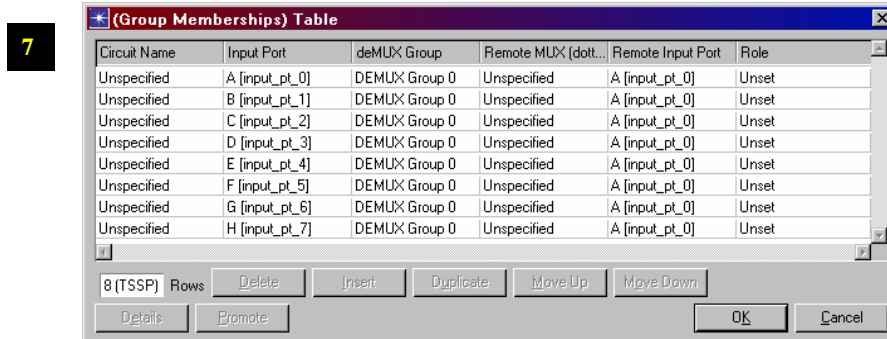 7
(Group Memberships) Table
Circuit Name Input Port deMUX Group Remote MUX (dott... Remote Input Port Role
Unspecified A [input_pt_0] DEMUX Group 0 Unspecified A [input_pt_0] Unset
Unspecified B [input_pt_1] DEMUX Group 0 Unspecified A [input_pt_0] Unset
Unspecified C [input_pt_2] DEMUX Group 0 Unspecified A [input_pt_0] Unset
Unspecified D [input_pt_3] DEMUX Group 0 Unspecified A [input_pt_0] Unset
Unspecified E [input_pt_4] DEMUX Group 0 Unspecified A [input_pt_0] Unset
Unspecified F [input_pt_5] DEMUX Group 0 Unspecified A [input_pt_0] Unset
Unspecified G [input_pt_6] DEMUX Group 0 Unspecified A [input_pt_0] Unset
Unspecified H [input_pt_7] DEMUX Group 0 Unspecified A [input_pt_0] Unset
8 (TSSP) Rows Delete Insert Duplicate Move Up Move Down
Details Promote OK Cancel